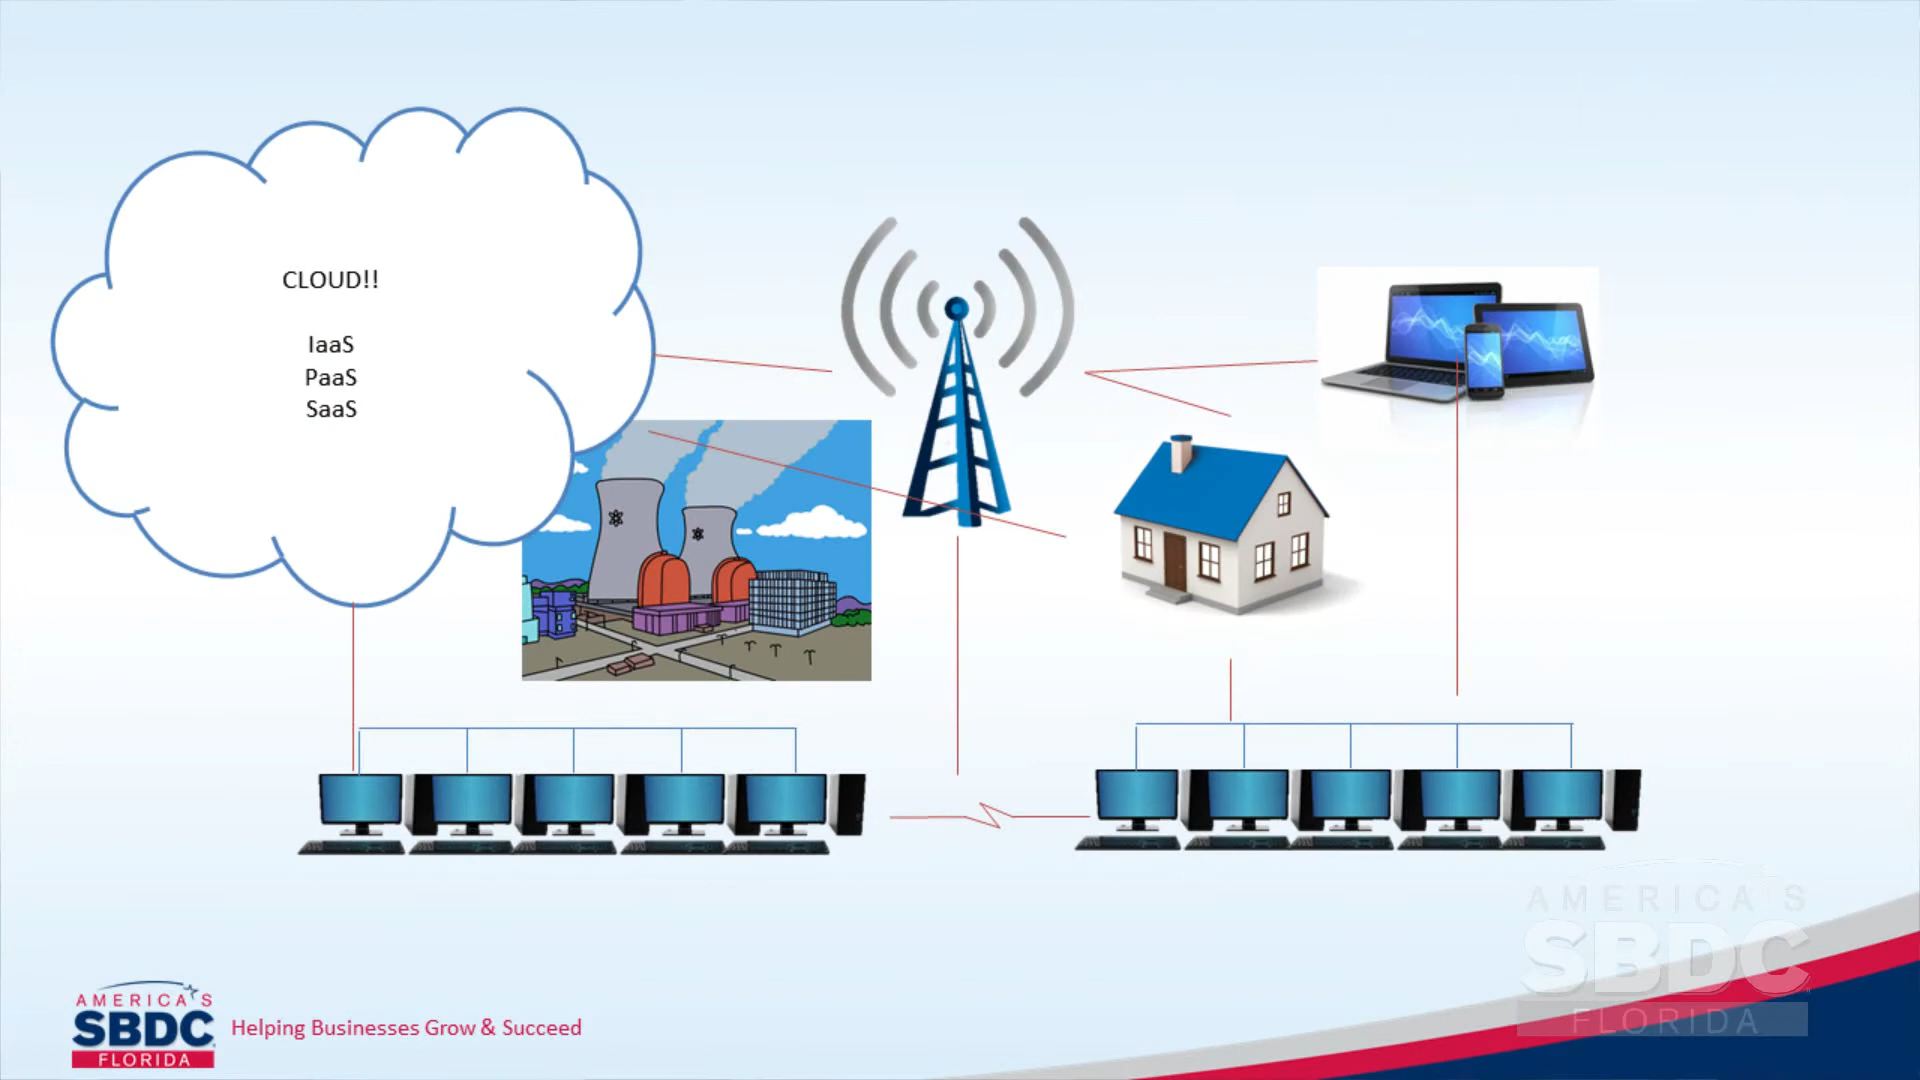 CLOUD!!
IaaS
PaaS
SaaS
AMERICA'S
SBDC
FLORIDA
Helping Businesses Grow & Succeed
AMERICA'S
SBDC
FLORIDA